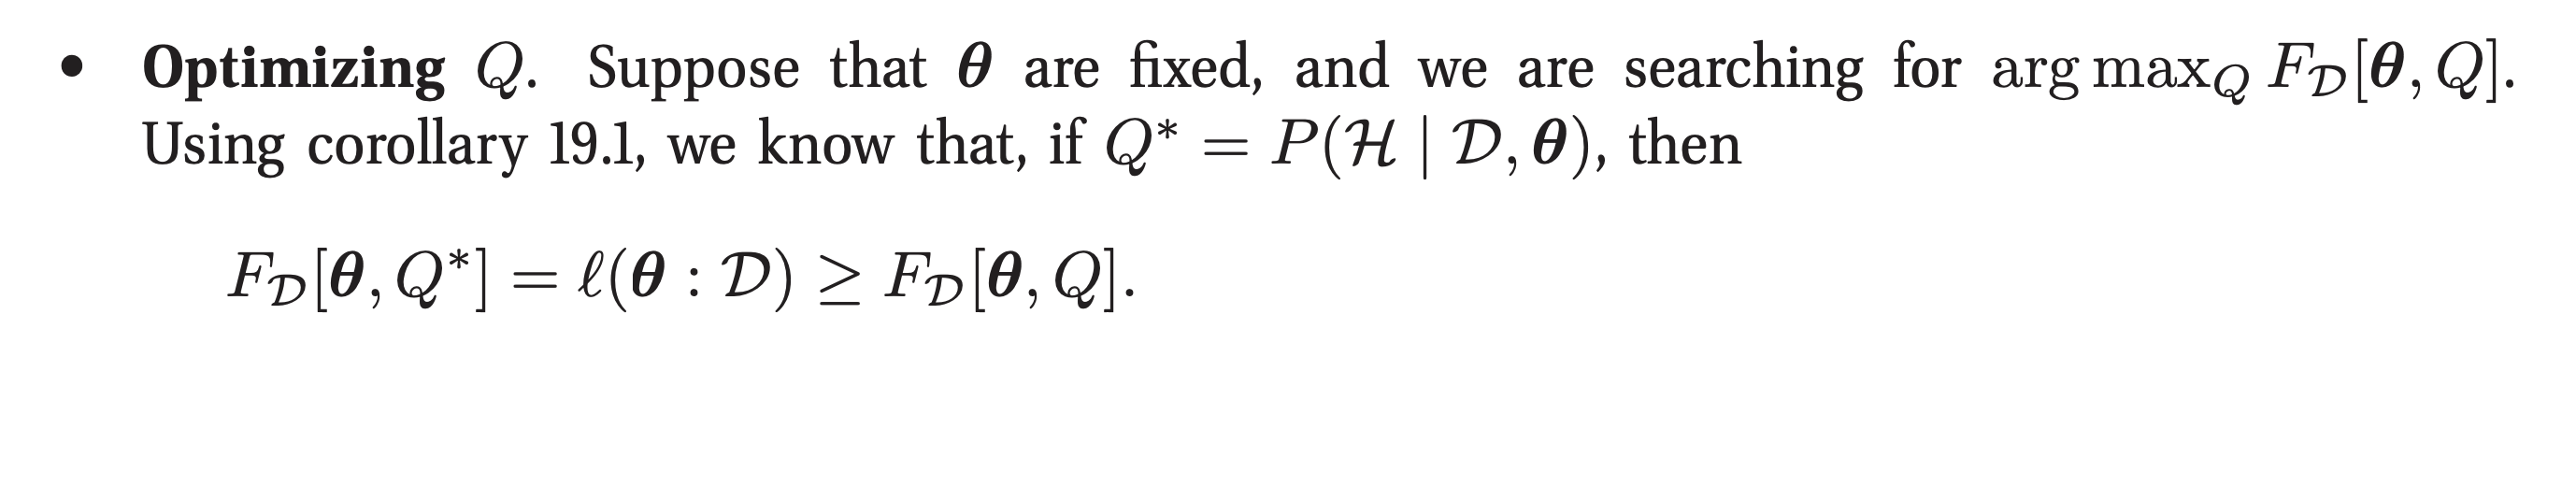 • Optimizing Q. Suppose that θ are fixed, and we are searching for arg max_Q F_𝒟[θ, Q].
Using corollary 19.1, we know that, if Q* = P(ℋ | 𝒟, θ), then
F_𝒟[θ, Q*] = ℓ(θ : 𝒟) ≥ F_𝒟[θ, Q].